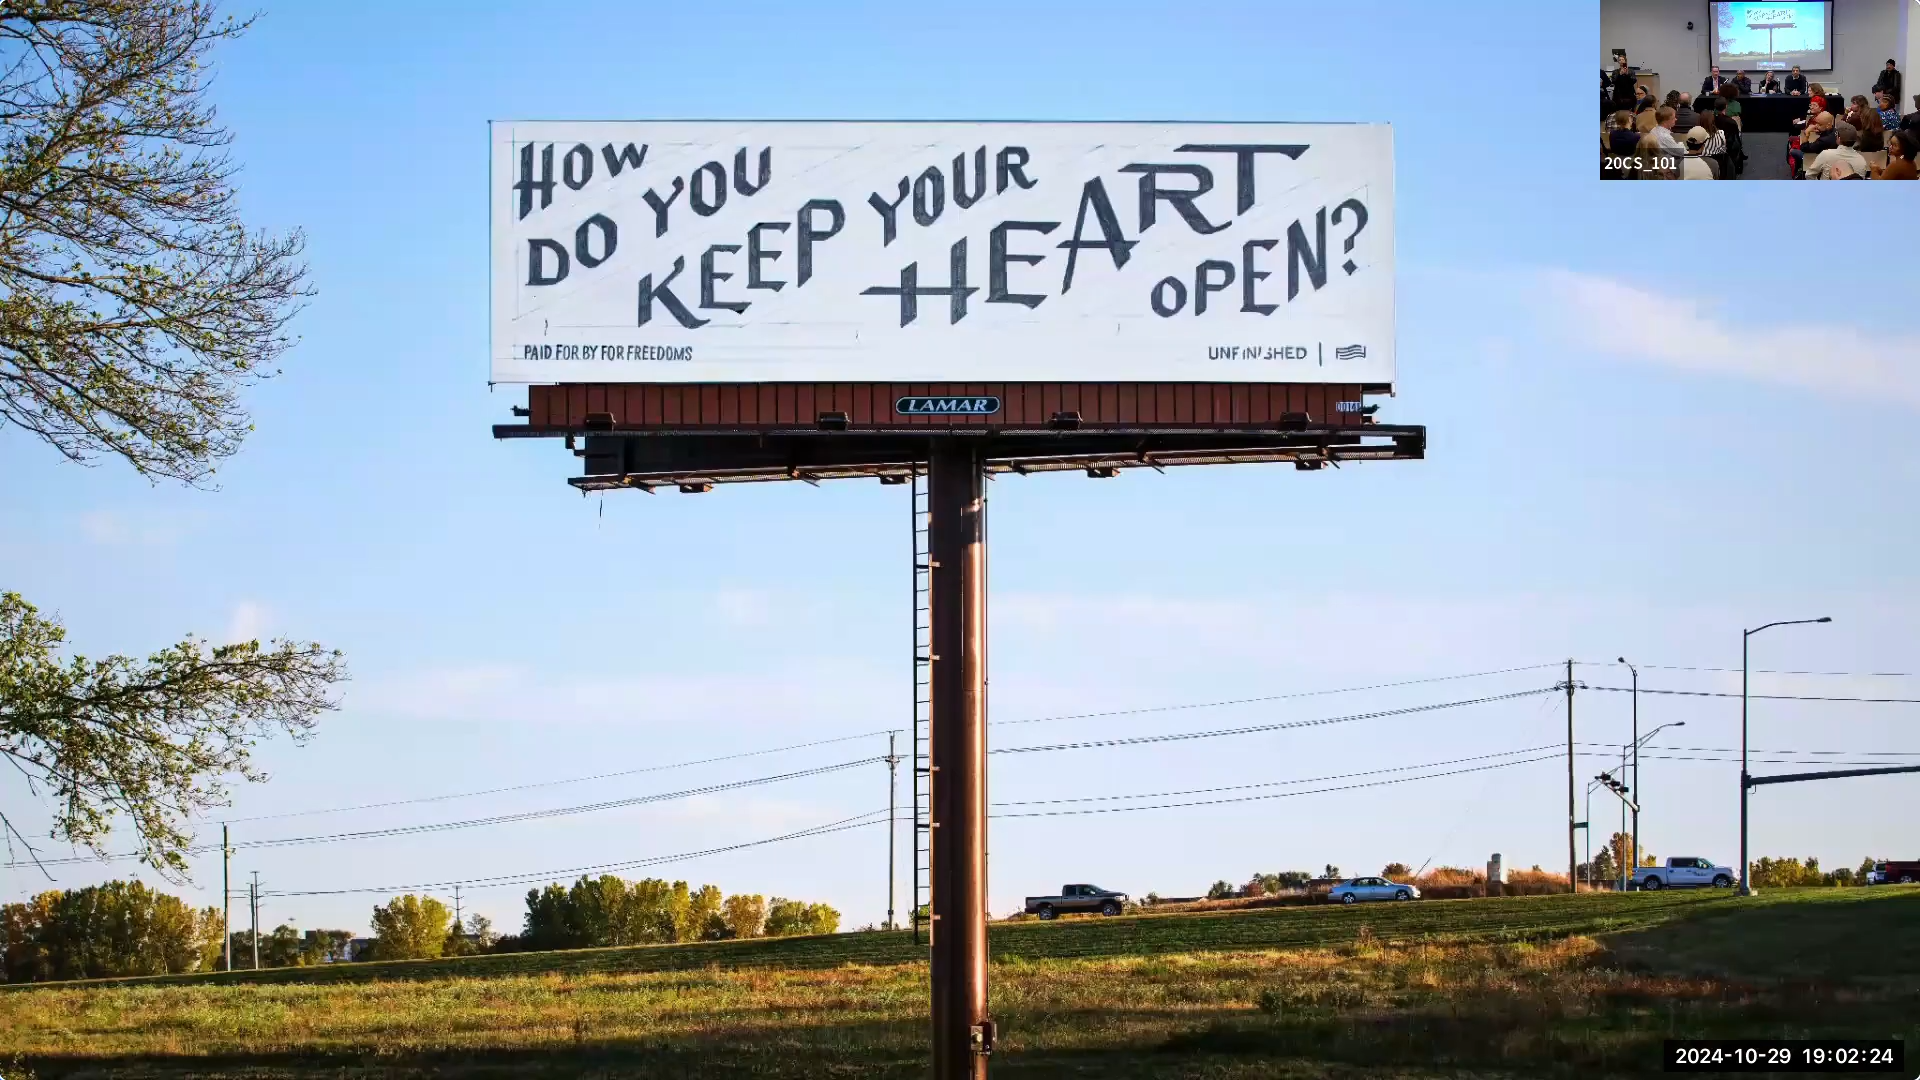 HOW
DO YOU
KEEP YOUR
HEART
OPEN?
PAID FOR BY FOR FREEDOMS
UNFINISHED
LAMAR
20CS_101
2024-10-29 19:02:24